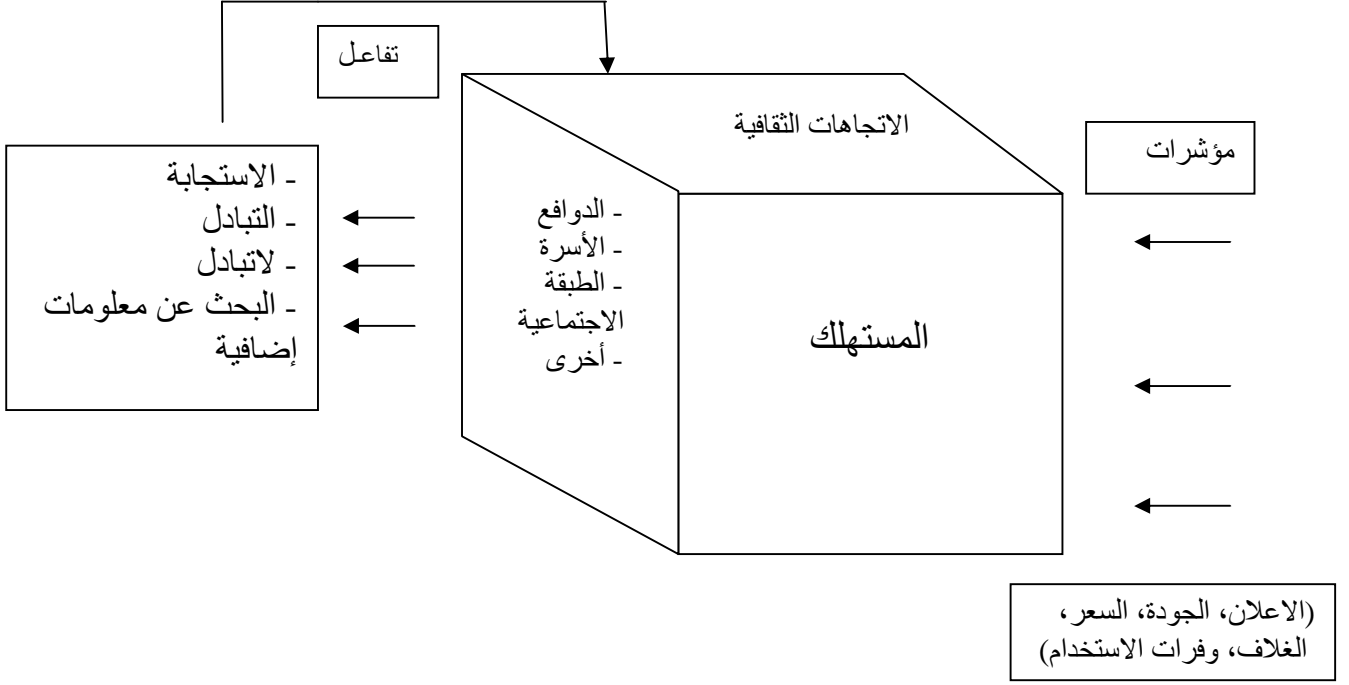 تفاعل
الاتجاهات الثقافية
مؤشرات
- الدوافع
- الأسرة
- الطبقة
الاجتماعية
- أخرى
المستهلك
- الاستجابة
- التبادل
- لاتبادل
- البحث عن معلومات
إضافية
(الاعلان، الجودة، السعر،
الغلاف، وفرات الاستخدام)